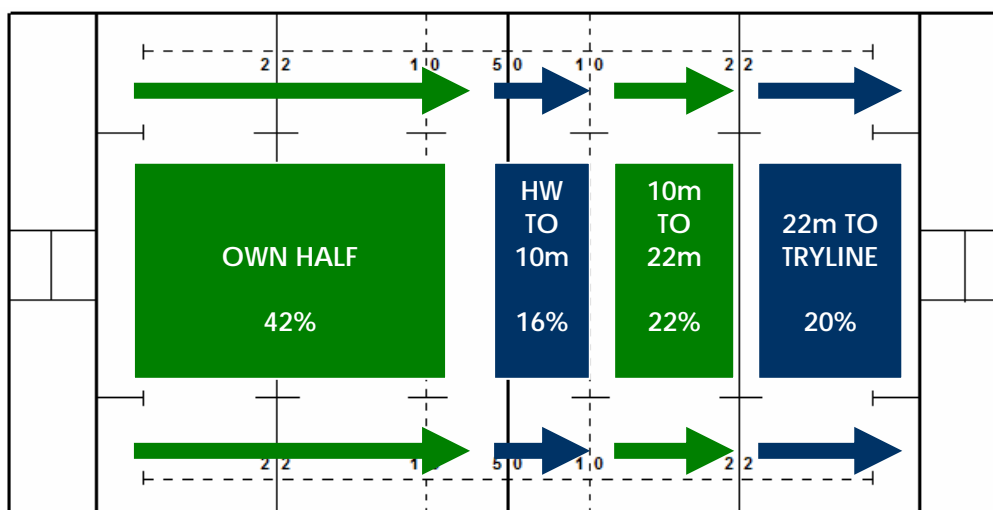 22 10 50 10 22
OWN HALF
42%
HW
TO
10m
16%
10m
TO
22m
22%
22m TO
TRYLINE
20%
22 10 50 10 22